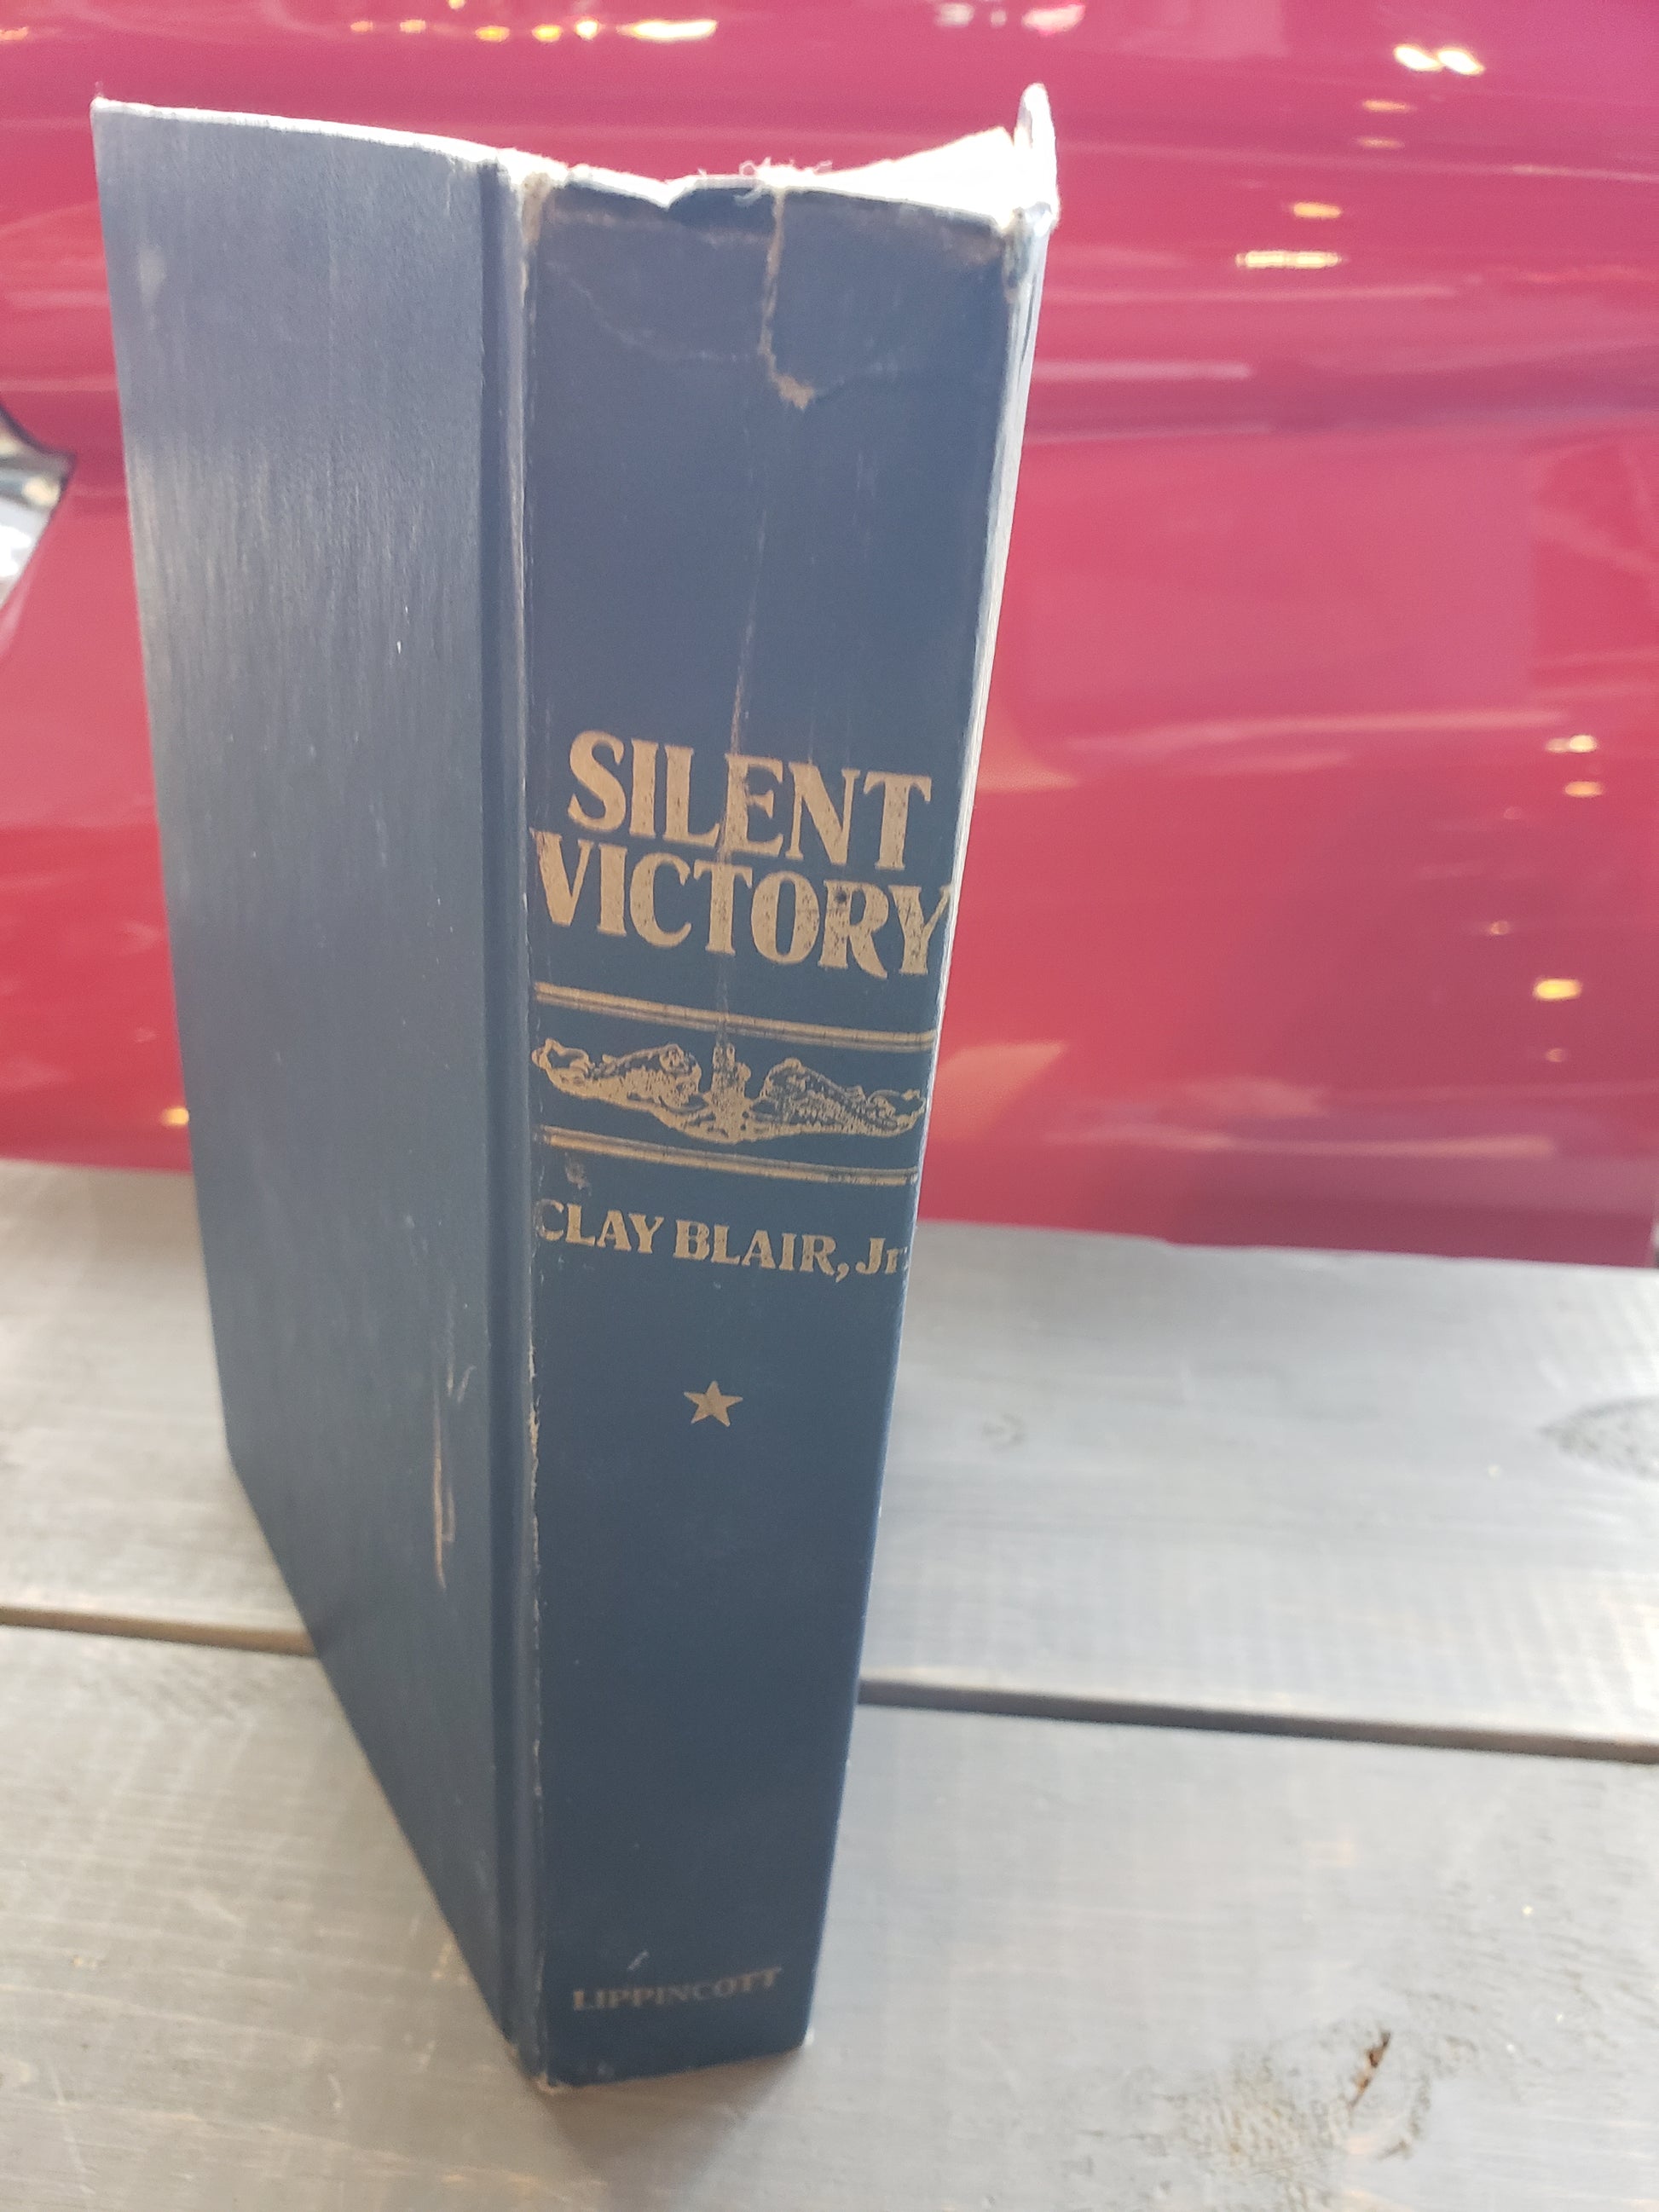 SILENT
VICTORY
CLAY BLAIR, Jr.
LIPPINCOTT